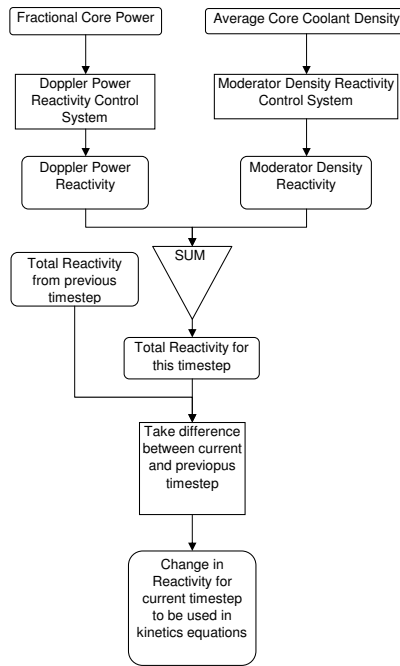 Fractional Core Power
Average Core Coolant Density
Doppler Power
Reactivity Control
System
Moderator Density Reactivity
Control System
Doppler Power
Reactivity
Moderator Density
Reactivity
SUM
Total Reactivity
from previous
timestep
Total Reactivity for
this timestep
Take difference
between current
and previopus
timestep
Change in
Reactivity for
current timestep
to be used in
kinetics equations